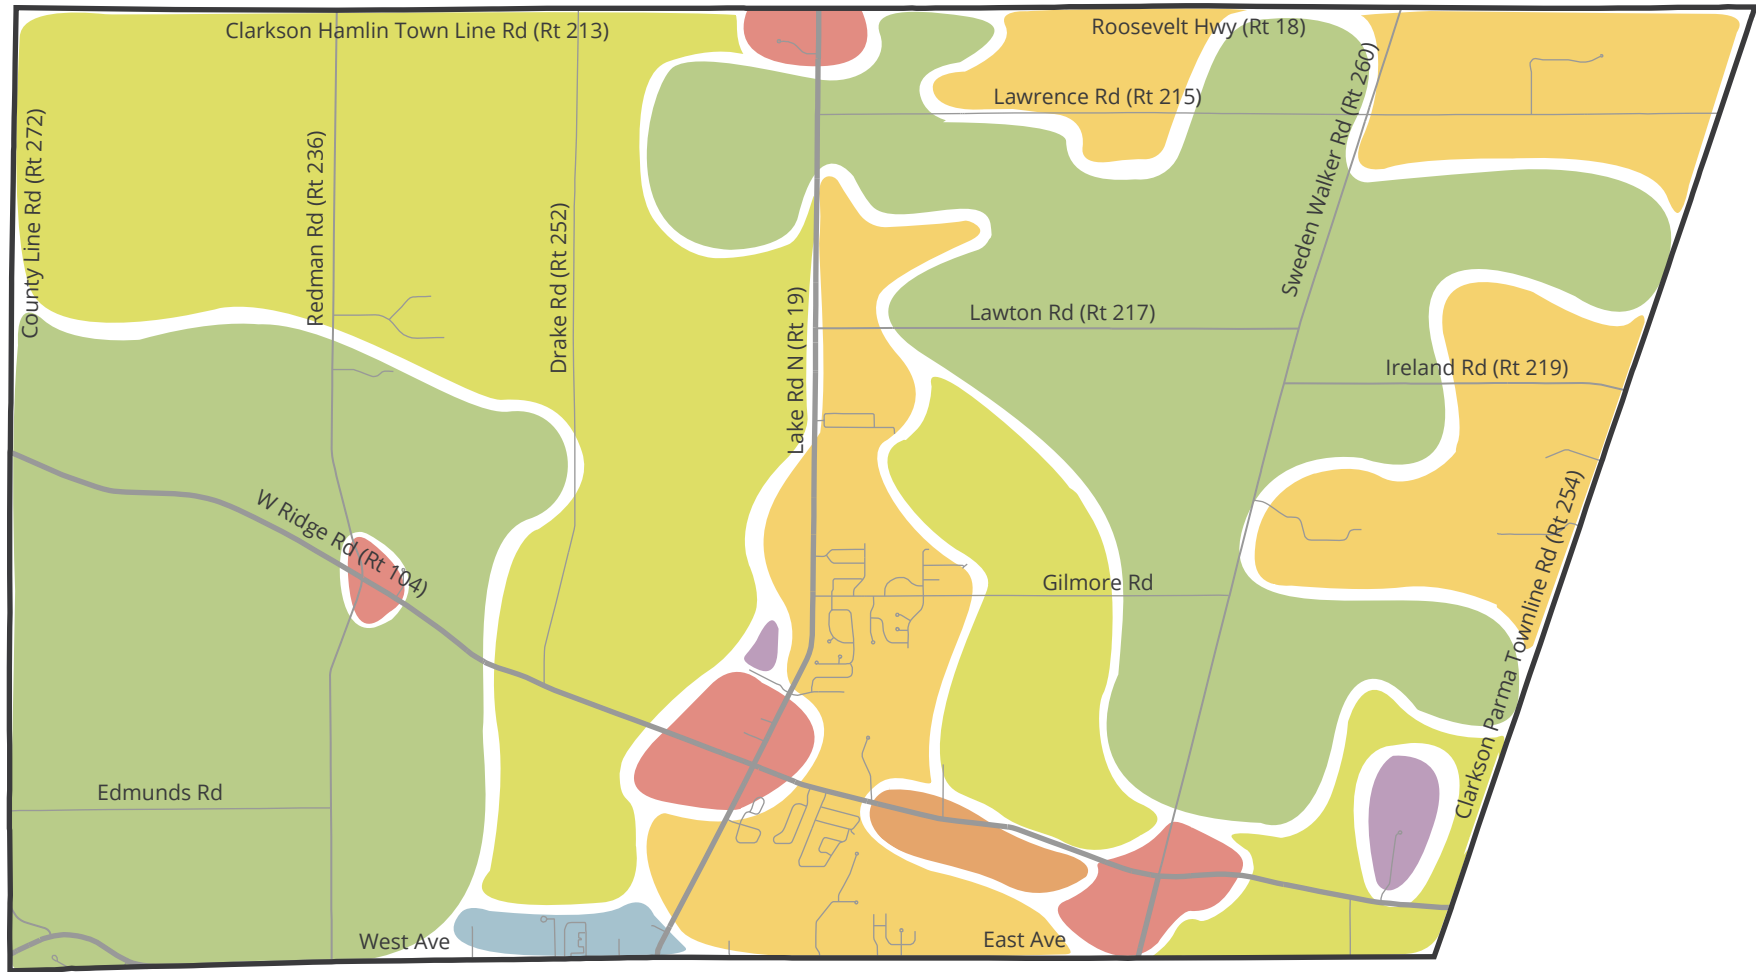 Clarkson Hamlin Town Line Rd (Rt 213)
Roosevelt Hwy (Rt 18)
Lawrence Rd (Rt 215)
County Line Rd (Rt 272)
Redman Rd (Rt 236)
Drake Rd (Rt 252)
Sweden Walker Rd (Rt 260)
Lake Rd N (Rt 19)
Lawton Rd (Rt 217)
Ireland Rd (Rt 219)
W Ridge Rd (Rt 104)
Gilmore Rd
Clarkson Parma Townline Rd (Rt 254)
Edmunds Rd
West Ave
East Ave